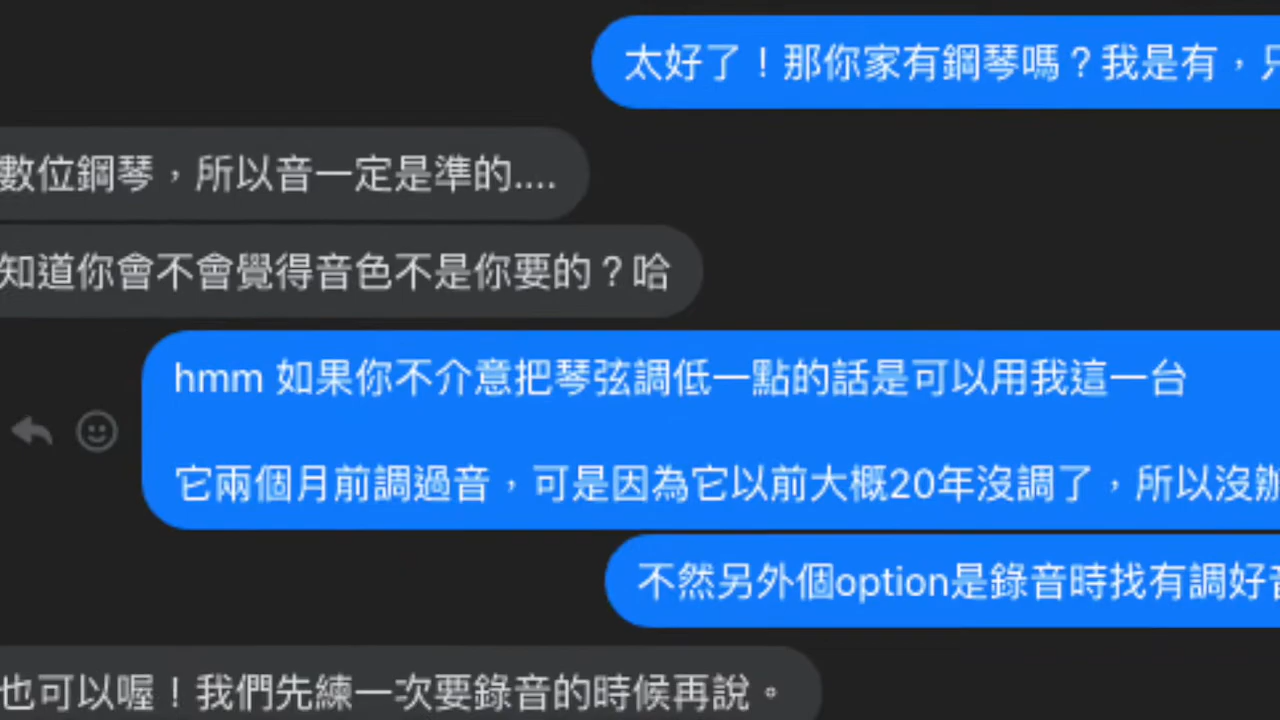 太好了！那你家有鋼琴嗎？我是有，只
數位鋼琴，所以音一定是準的....
知道你會不會覺得音色不是你要的？哈
hmm 如果你不介意把琴弦調低一點的話是可以用我這一台
它兩個月前調過音，可是因為它以前大概20年沒調了，所以沒辦
不然另外個option是錄音時找有調好音
也可以喔！我們先練一次要錄音的時候再說。